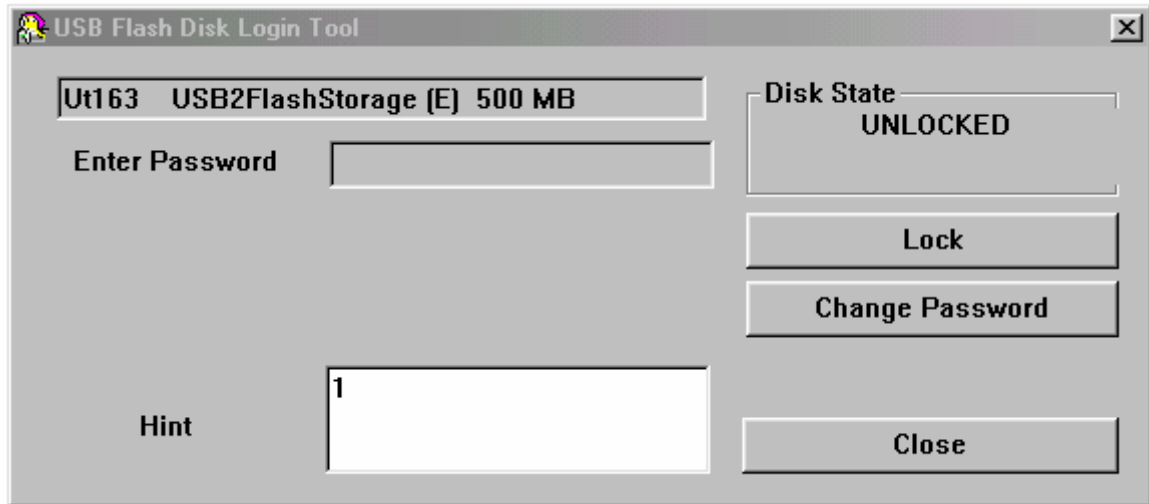 USB Flash Disk Login Tool
Ut163 USB2FlashStorage (E) 500 MB
Disk State
UNLOCKED
Enter Password
Lock
Change Password
Hint
1
Close